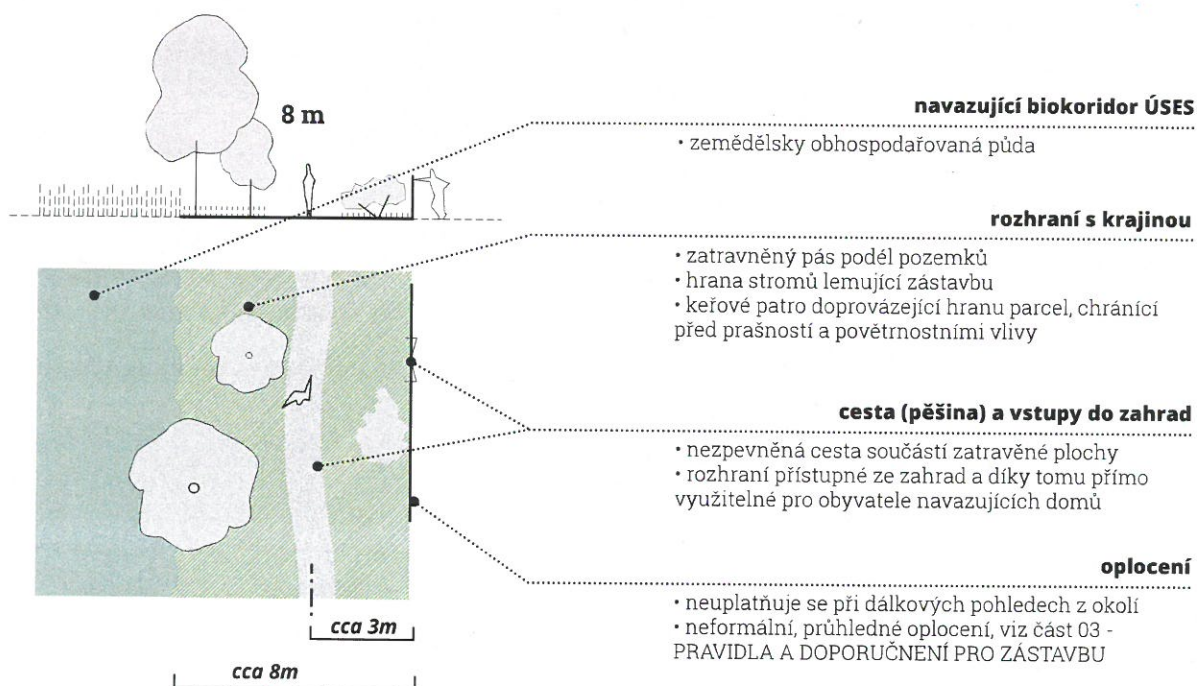 8 m
navazující biokoridor ÚSES
• zemědělsky obhospodařovaná půda
rozhraní s krajinou
• zatravněný pás podél pozemků
• hrana stromů lemující zástavbu
• keřové patro doprovázející hranu parcel, chránící
před prašností a povětrnostními vlivy
cesta (pěšina) a vstupy do zahrad
• nezpevněná cesta součástí zatravěné plochy
• rozhraní přístupné ze zahrad a díky tomu přímo
využitelné pro obyvatele navazujících domů
oplocení
• neuplatňuje se při dálkových pohledech z okolí
• neformální, průhledné oplocení, viz část 03 -
PRAVIDLA A DOPORUČNENÍ PRO ZÁSTAVBU
cca 3m
cca 8m